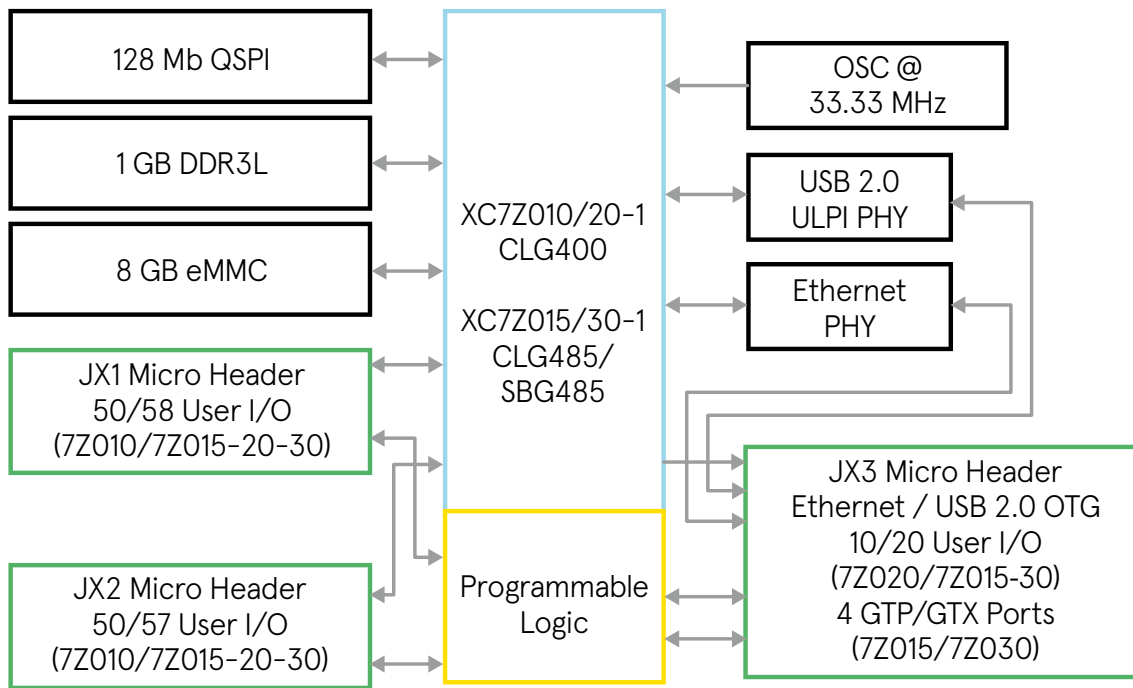 128 Mb QSPI
1 GB DDR3L
8 GB eMMC
JX1 Micro Header
50/58 User I/O
(7Z010/7Z015-20-30)
JX2 Micro Header
50/57 User I/O
(7Z010/7Z015-20-30)
XC7Z010/20-1
CLG400
XC7Z015/30-1
CLG485/
SBG485
Programmable
Logic
OSC @
33.33 MHz
USB 2.0
ULPI PHY
Ethernet
PHY
JX3 Micro Header
Ethernet / USB 2.0 OTG
10/20 User I/O
(7Z020/7Z015-30)
4 GTP/GTX Ports
(7Z015/7Z030)